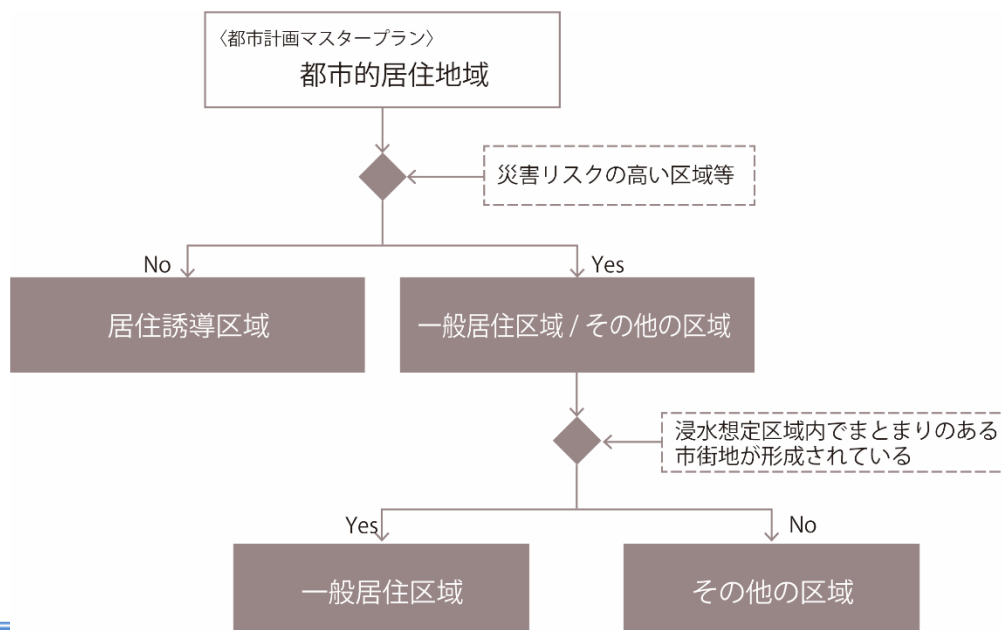 〈都市計画マスタープラン〉
都市的居住地域
災害リスクの高い区域等
No
Yes
居住誘導区域
一般居住区域 / その他の区域
浸水想定区域内でまとまりのある
市街地が形成されている
Yes
No
一般居住区域
その他の区域